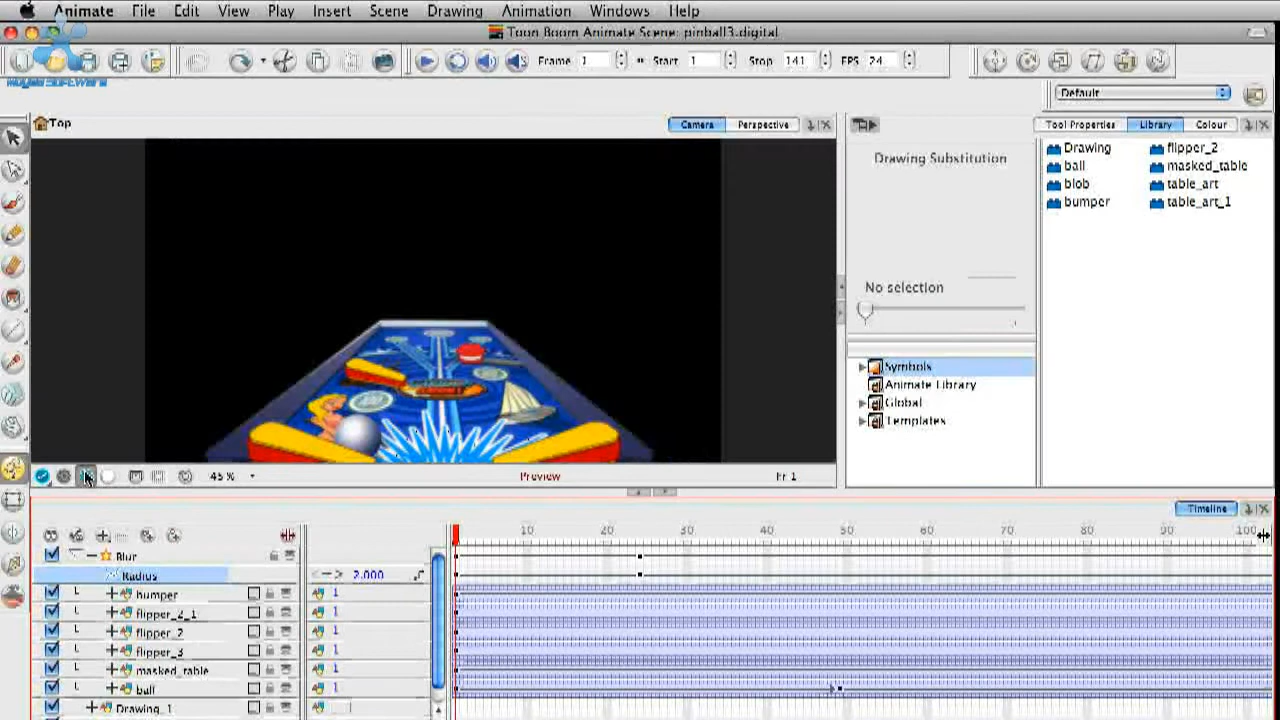 Animate File Edit View Play Insert Scene Drawing Animation Windows Help
Toon Boom Animate Scene: pinball3.digital
Frame 1 Start 1 Stop 141 FPS 24
Default
Top Camera Perspective Tool Properties Library Colour
Drawing Substitution
Drawing flipper_2
ball masked_table
blob table_art
bumper table_art_1
No selection
Symbols
Animate Library
Global
Templates
45 % Preview Fr 1
Timeline
10 20 30 40 50 60 70 80 90 100
Blur
Radius 2.000
bumper 1
flipper_2_1 1
flipper_2 1
flipper_3 1
masked_table 1
ball 1
Drawing_1